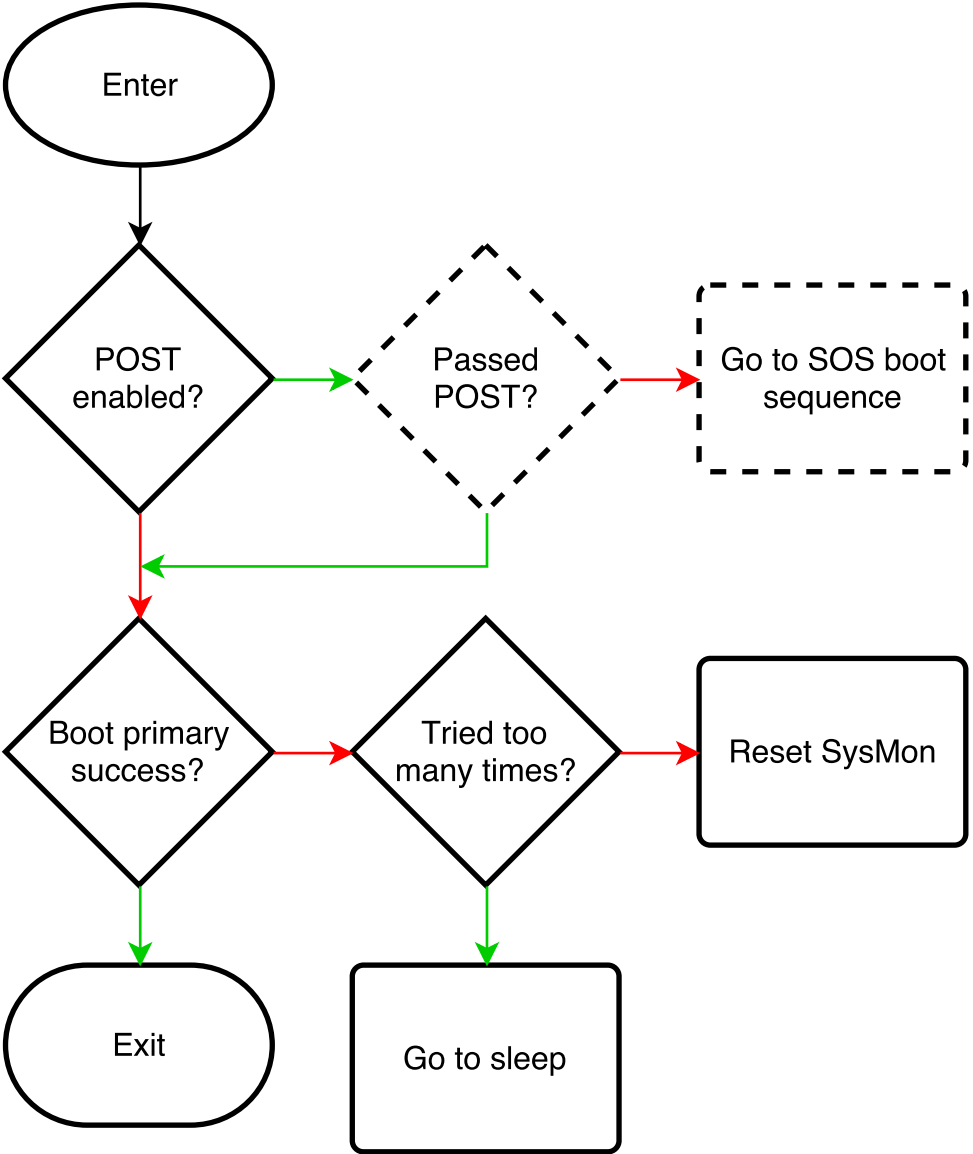 Enter
POST
enabled?
Passed
POST?
Go to SOS boot
sequence
Boot primary
success?
Tried too
many times?
Reset SysMon
Exit
Go to sleep